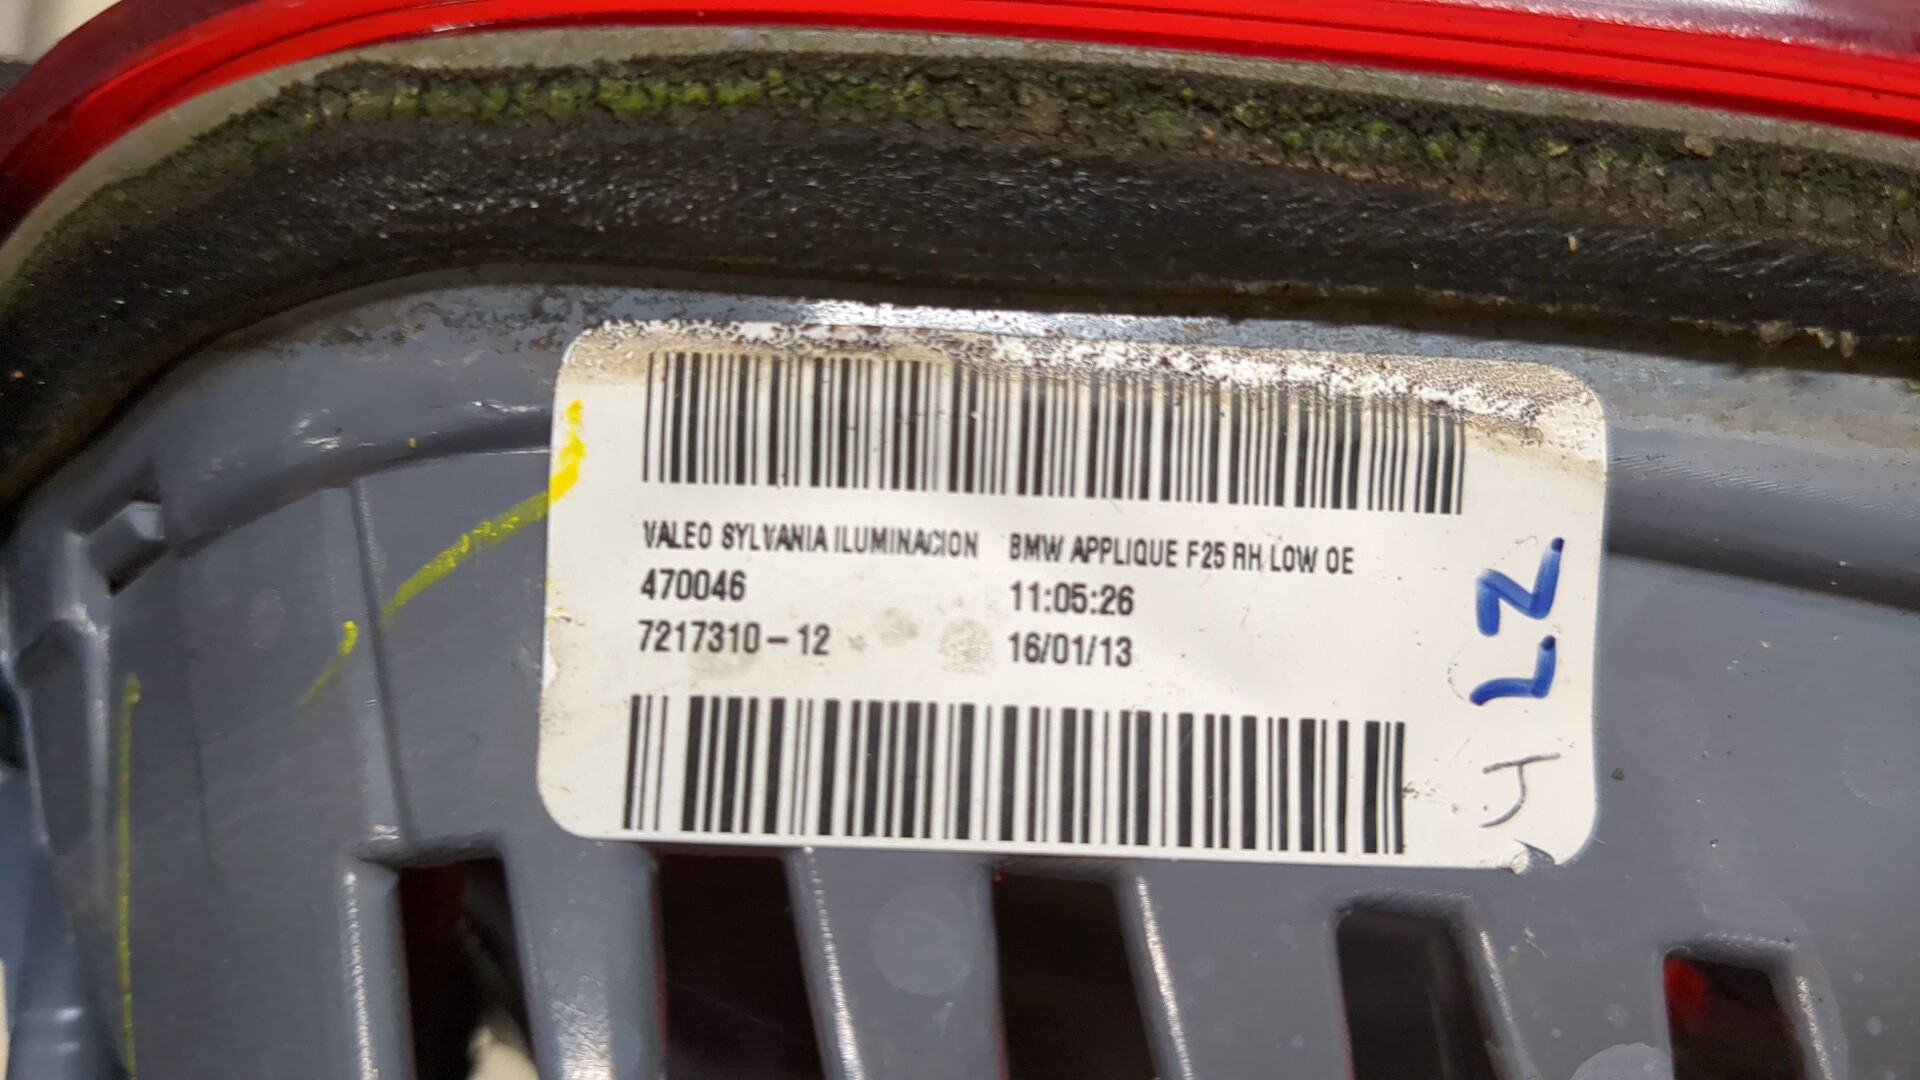 VALEO SYLVANIA ILUMINACION BMW APPLIQUE F25 RH LOW OE
470046 11:05:26
7217310-12 16/01/13